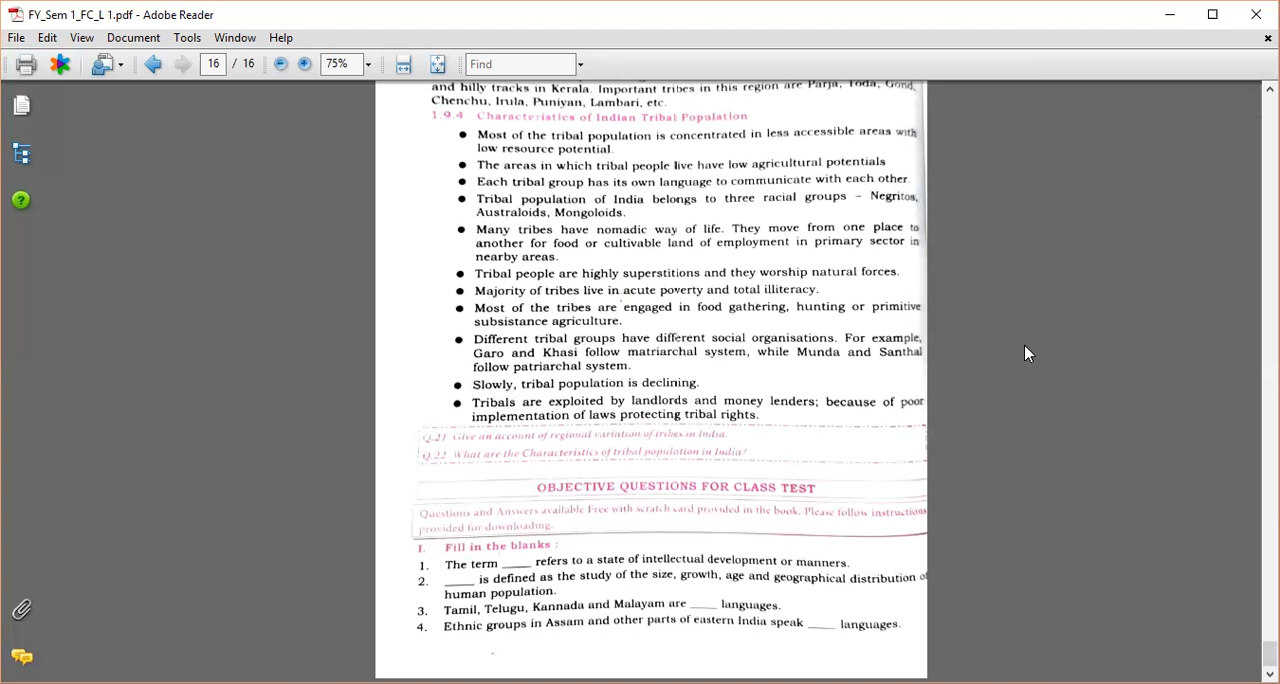 FY_Sem 1_FC_L 1.pdf - Adobe Reader
File Edit View Document Tools Window Help
16 / 16 75% Find
and hilly tracks in Kerala. Important tribes in this region are Parja, Toda, Gond,
Chenchu, Irula, Puniyan, Lambari, etc.
1.9.4 Characteristics of Indian Tribal Population
● Most of the tribal population is concentrated in less accessible areas with
low resource potential.
● The areas in which tribal people live have low agricultural potentials
● Each tribal group has its own language to communicate with each other.
● Tribal population of India belongs to three racial groups - Negritos,
Australoids, Mongoloids.
● Many tribes have nomadic way of life. They move from one place to
another for food or cultivable land of employment in primary sector in
nearby areas.
● Tribal people are highly superstitions and they worship natural forces.
● Majority of tribes live in acute poverty and total illiteracy.
● Most of the tribes are engaged in food gathering, hunting or primitive
subsistance agriculture.
● Different tribal groups have different social organisations. For example,
Garo and Khasi follow matriarchal system, while Munda and Santhal
follow patriarchal system.
● Slowly, tribal population is declining.
● Tribals are exploited by landlords and money lenders; because of poor
implementation of laws protecting tribal rights.
Q.21 Give an account of regional variation of tribes in India.
Q.22 What are the Characteristics of tribal population in India?
OBJECTIVE QUESTIONS FOR CLASS TEST
Questions and Answers available Free with scratch card provided in the book. Please follow instructions
provided for downloading.
I. Fill in the blanks :
1. The term ____ refers to a state of intellectual development or manners.
2. ____ is defined as the study of the size, growth, age and geographical distribution of
human population.
3. Tamil, Telugu, Kannada and Malayam are ____ languages.
4. Ethnic groups in Assam and other parts of eastern India speak ____ languages.